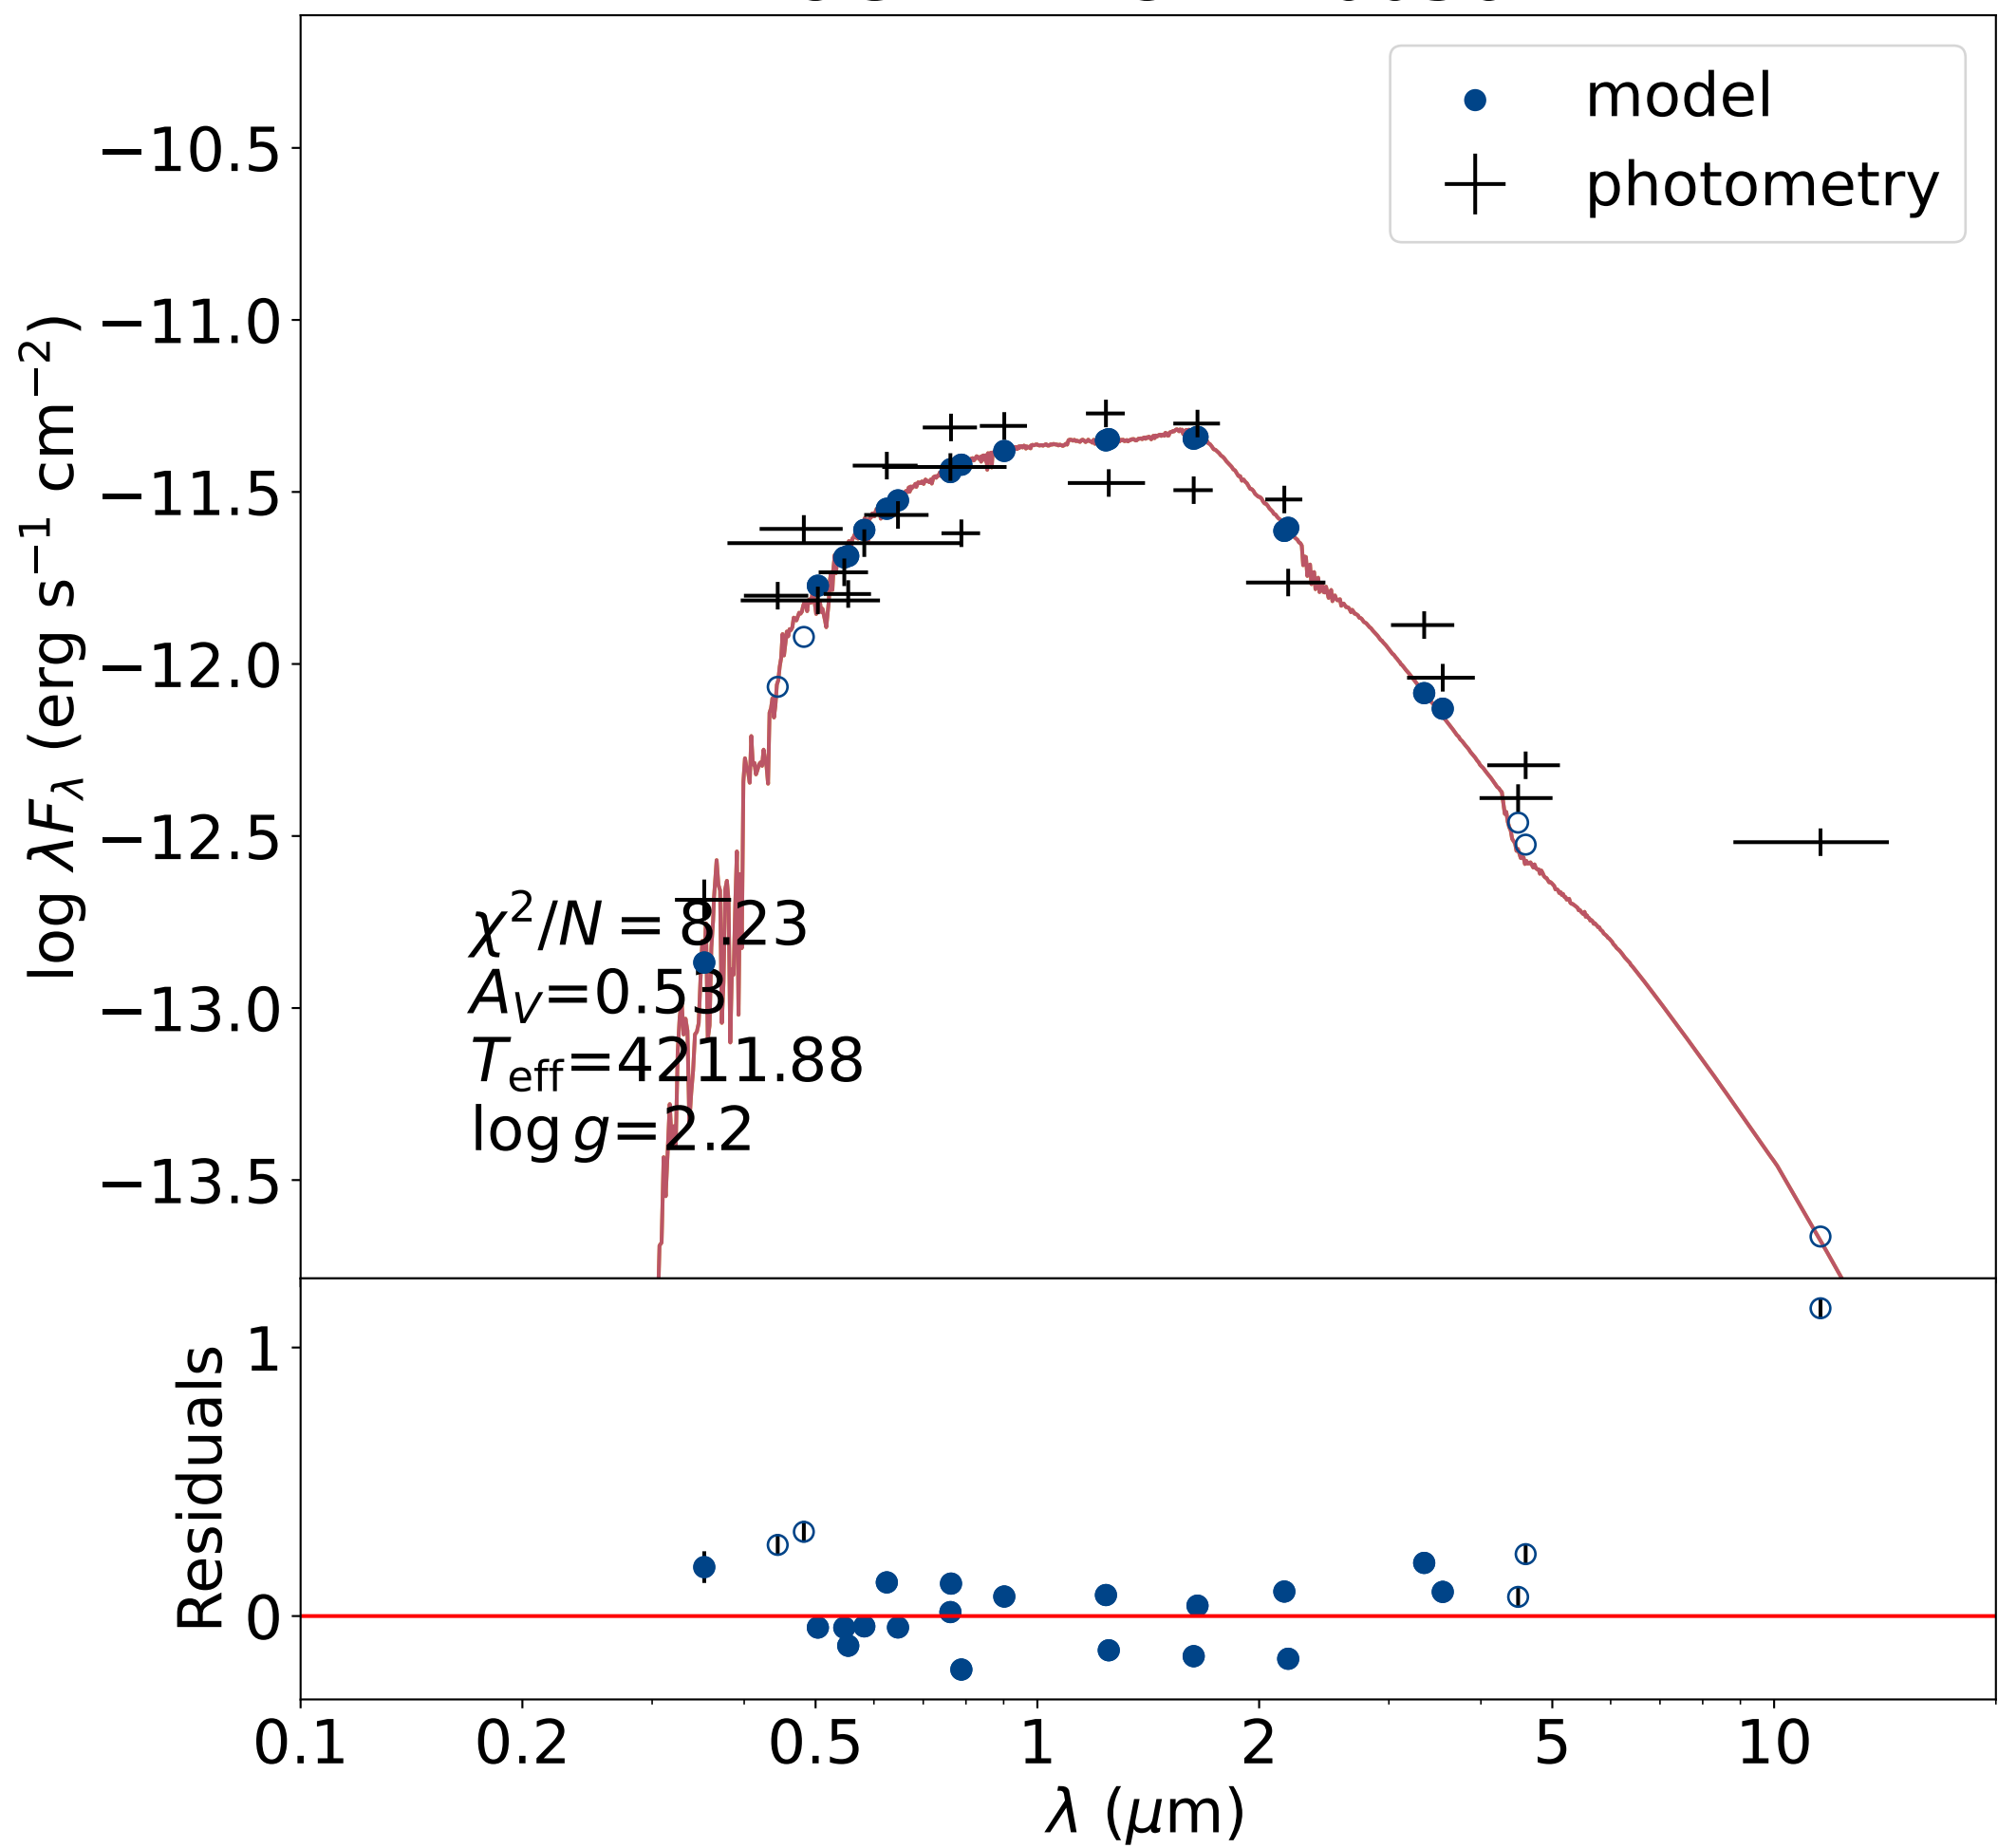 model
photometry
−10.5
−11.0
−11.5
−12.0
−12.5
−13.0
−13.5
log λF_λ (erg s⁻¹ cm⁻²)
χ²/N = 8.23
A_V=0.53
T_eff=4211.88
log g=2.2
1
0
Residuals
0.1 0.2 0.5 1 2 5 10
λ (μm)